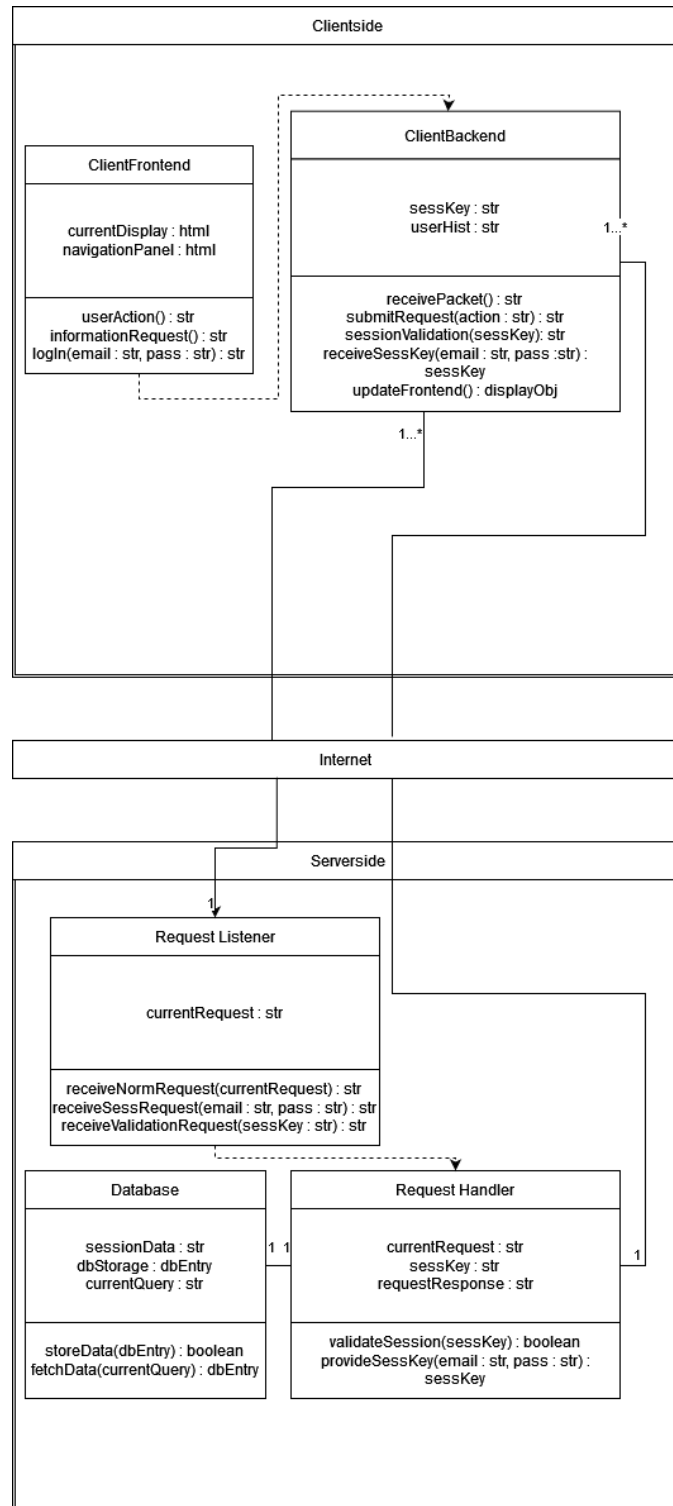 Clientside
ClientFrontend
currentDisplay : html
navigationPanel : html
userAction() : str
informationRequest() : str
logIn(email : str, pass : str) : str
ClientBackend
sessKey : str
userHist : str
1...*
receivePacket() : str
submitRequest(action : str) : str
sessionValidation(sessKey): str
receiveSessKey(email : str, pass :str) :
sessKey
updateFrontend() : displayObj
1...*
Internet
Serverside
1
Request Listener
currentRequest : str
receiveNormRequest(currentRequest) : str
receiveSessRequest(email : str, pass : str) : str
receiveValidationRequest(sessKey : str) : str
Database
sessionData : str
dbStorage : dbEntry
currentQuery : str
storeData(dbEntry) : boolean
fetchData(currentQuery) : dbEntry
1
1
Request Handler
currentRequest : str
sessKey : str
requestResponse : str
1
validateSession(sessKey) : boolean
provideSessKey(email : str, pass : str) :
sessKey